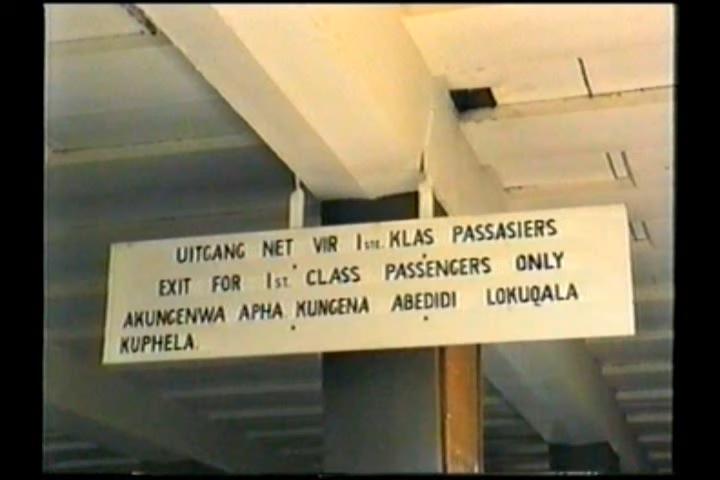 UITGANG NET VIR 1STE. KLAS PASSASIERS
EXIT FOR 1ST. CLASS PASSENGERS ONLY
AKUNGENWA APHA KUNGENA ABEDIDI LOKUQALA
KUPHELA.